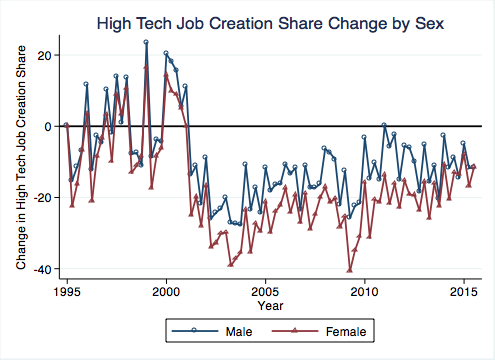 High Tech Job Creation Share Change by Sex
Change in High Tech Job Creation Share
20
0
-20
-40
1995 2000 2005 2010 2015
Year
Male Female